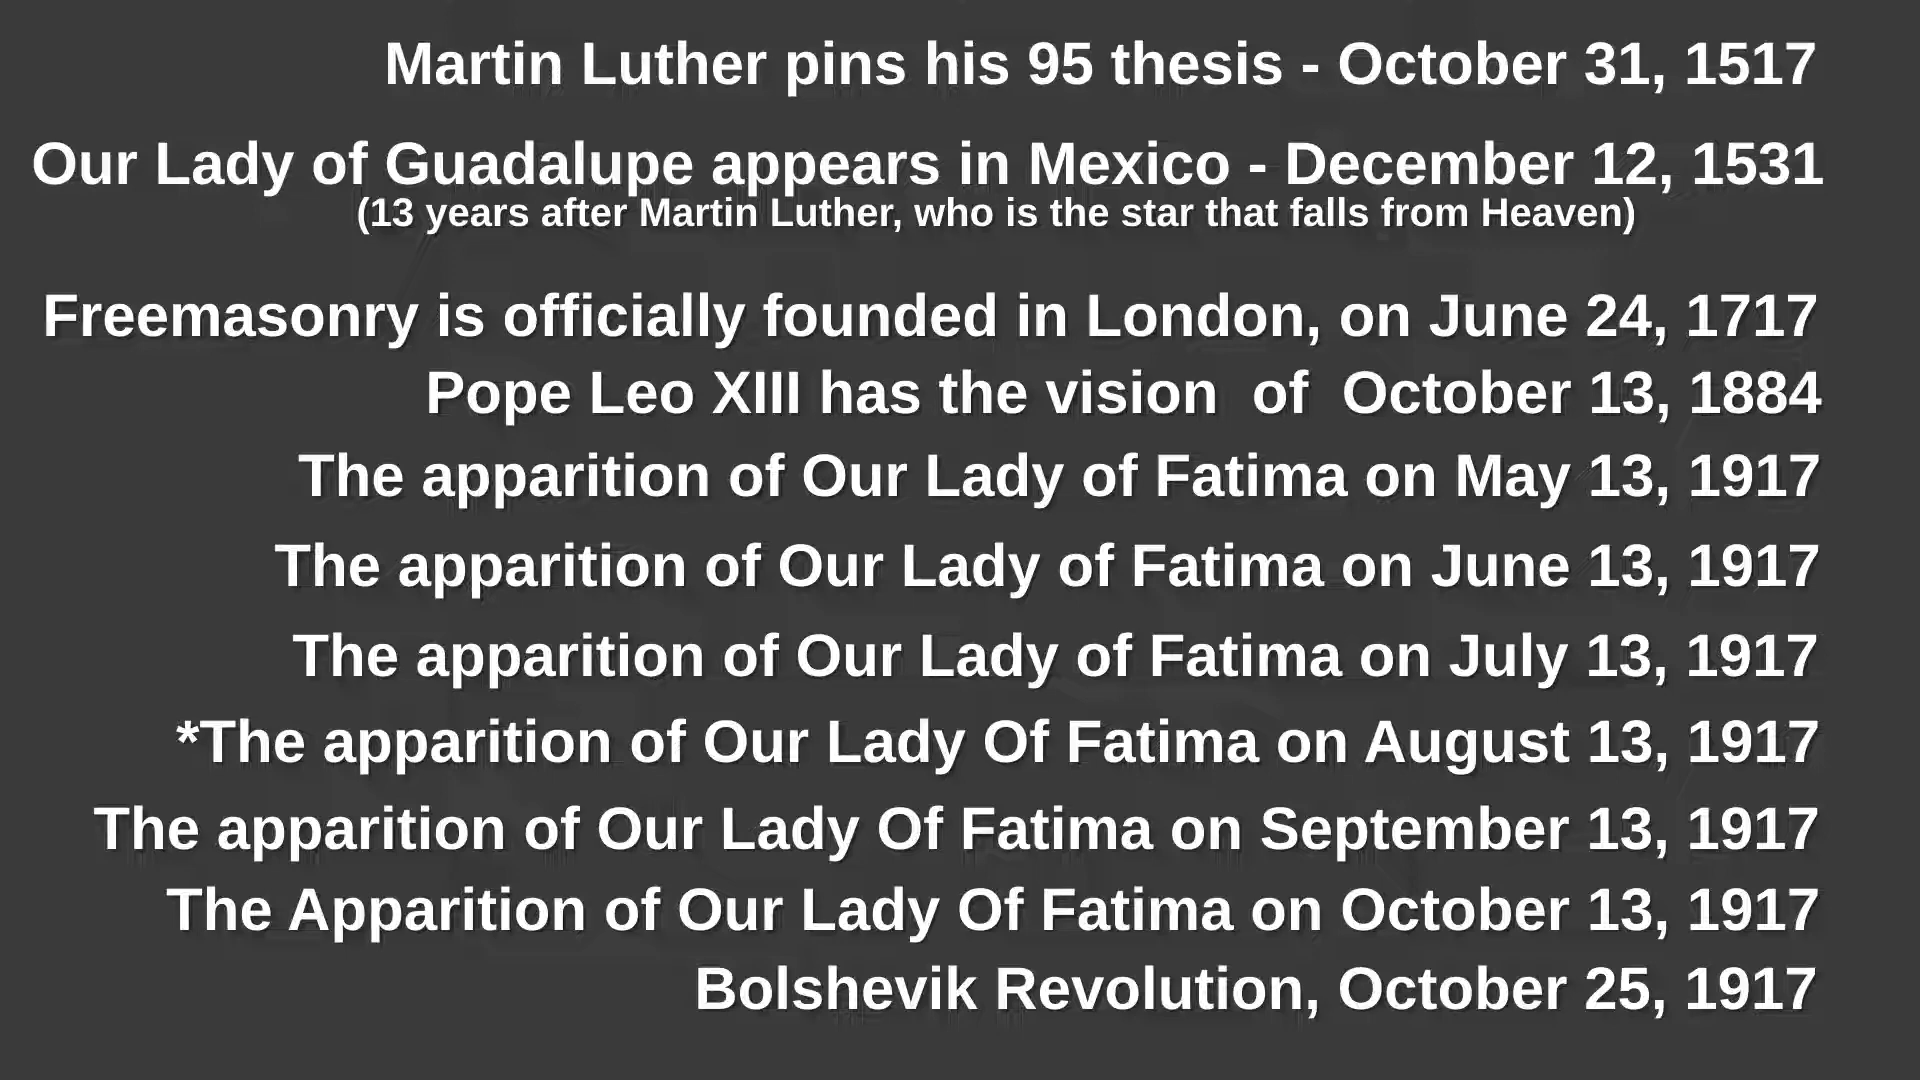 Martin Luther pins his 95 thesis - October 31, 1517
Our Lady of Guadalupe appears in Mexico - December 12, 1531
(13 years after Martin Luther, who is the star that falls from Heaven)
Freemasonry is officially founded in London, on June 24, 1717
Pope Leo XIII has the vision of October 13, 1884
The apparition of Our Lady of Fatima on May 13, 1917
The apparition of Our Lady of Fatima on June 13, 1917
The apparition of Our Lady of Fatima on July 13, 1917
*The apparition of Our Lady Of Fatima on August 13, 1917
The apparition of Our Lady Of Fatima on September 13, 1917
The Apparition of Our Lady Of Fatima on October 13, 1917
Bolshevik Revolution, October 25, 1917